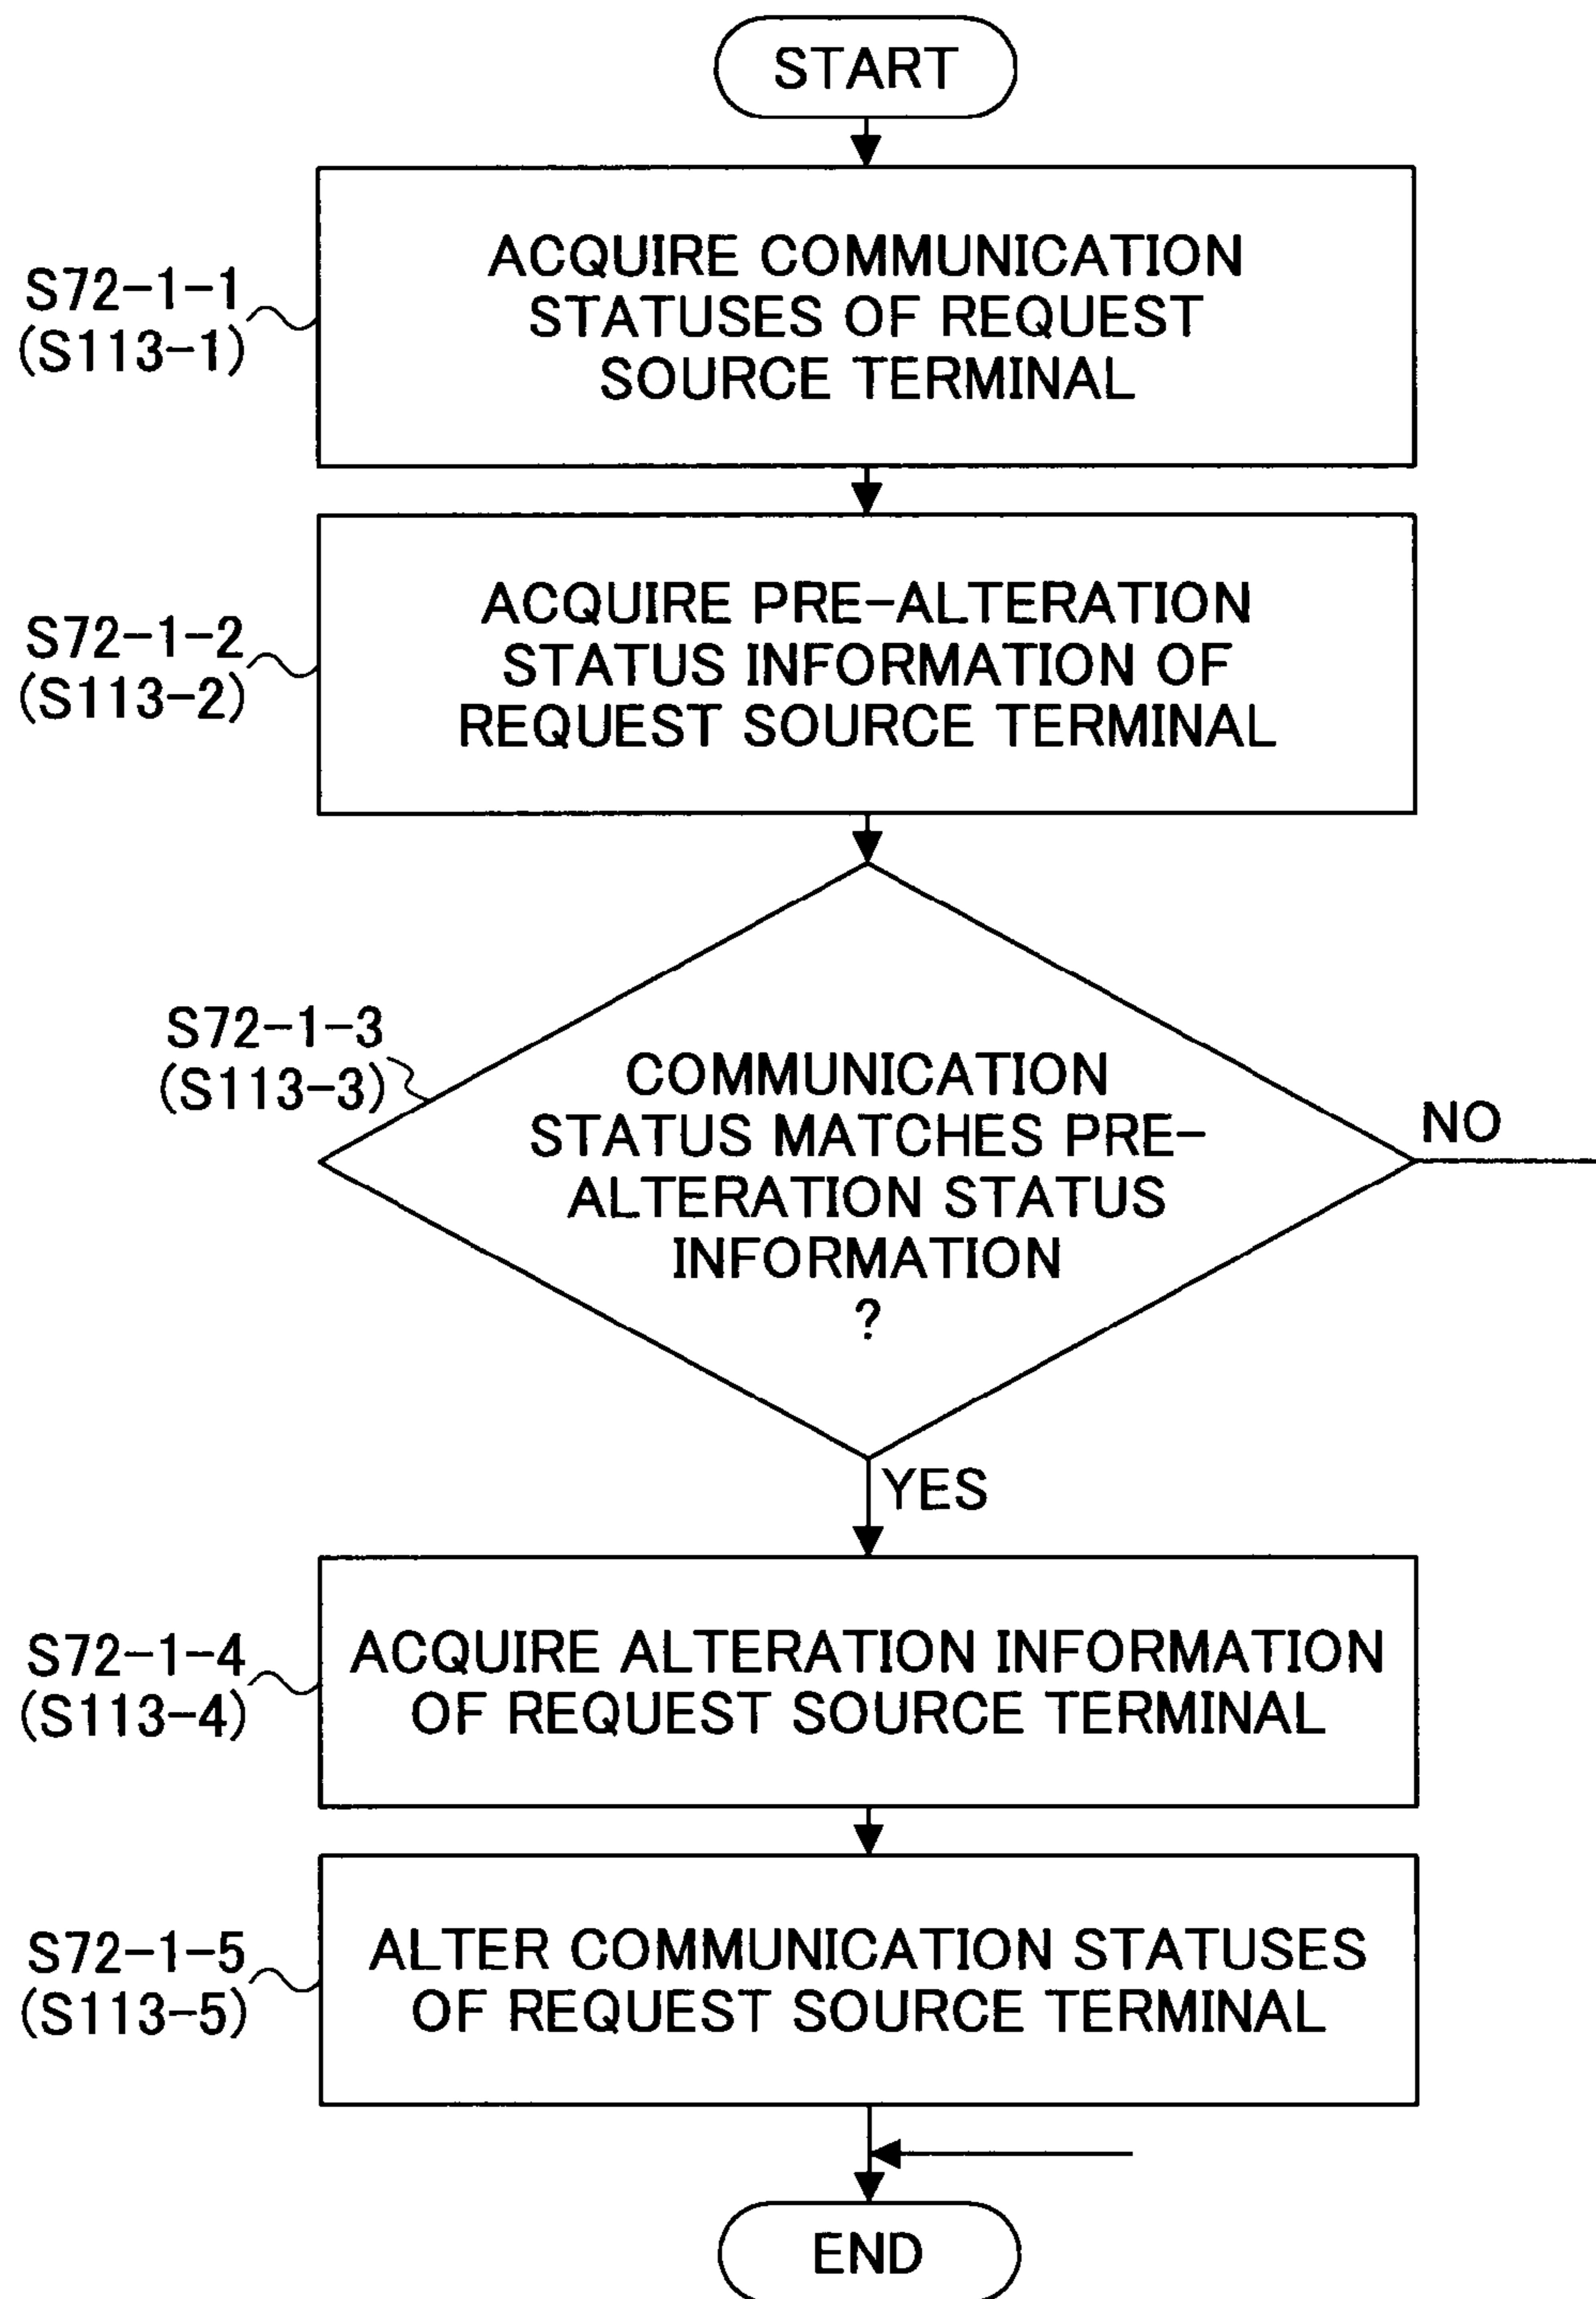 START
S72-1-1
(S113-1)
ACQUIRE COMMUNICATION
STATUSES OF REQUEST
SOURCE TERMINAL
S72-1-2
(S113-2)
ACQUIRE PRE-ALTERATION
STATUS INFORMATION OF
REQUEST SOURCE TERMINAL
S72-1-3
(S113-3)
COMMUNICATION
STATUS MATCHES PRE-
ALTERATION STATUS
INFORMATION
?
NO
YES
S72-1-4
(S113-4)
ACQUIRE ALTERATION INFORMATION
OF REQUEST SOURCE TERMINAL
S72-1-5
(S113-5)
ALTER COMMUNICATION STATUSES
OF REQUEST SOURCE TERMINAL
END